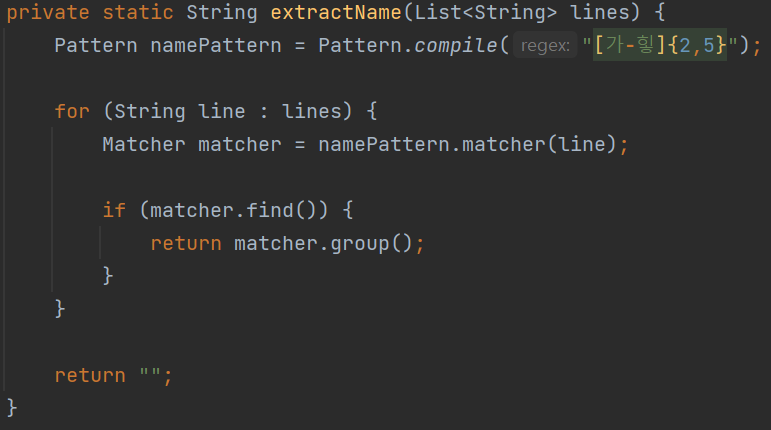 private static String extractName(List<String> lines) {
    Pattern namePattern = Pattern.compile( regex: "[가-힣]{2,5}");

    for (String line : lines) {
        Matcher matcher = namePattern.matcher(line);

        if (matcher.find()) {
            return matcher.group();
        }
    }

    return "";
}